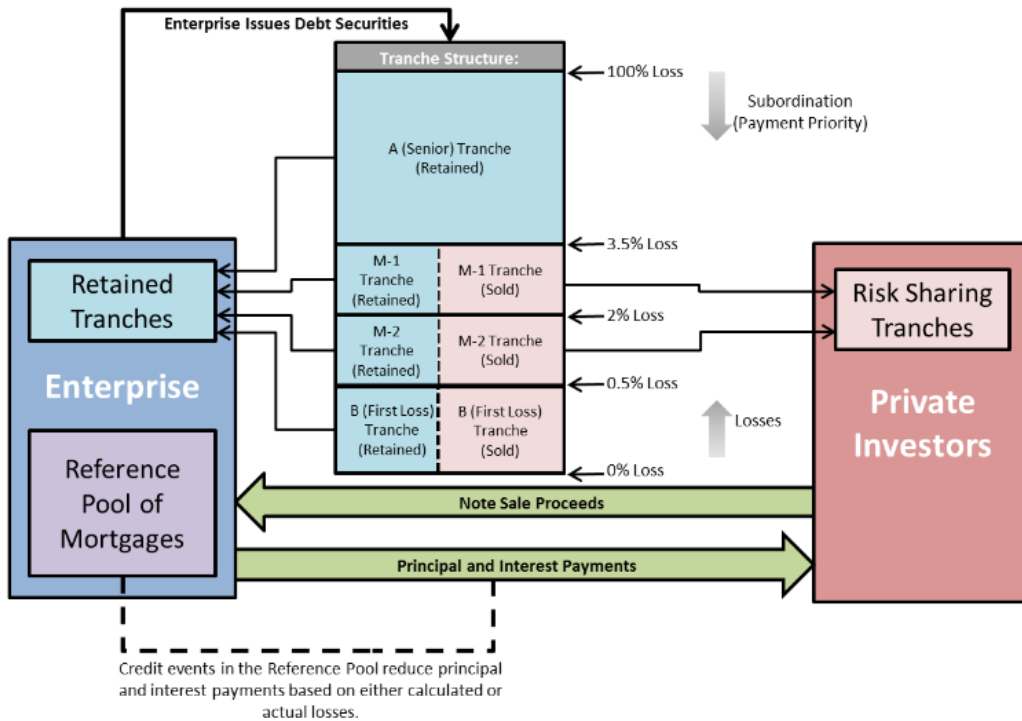 Enterprise Issues Debt Securities
Tranche Structure:
100% Loss
Subordination
(Payment Priority)
A (Senior) Tranche
(Retained)
3.5% Loss
Retained
Tranches
M-1
Tranche
(Retained)
M-1 Tranche
(Sold)
Risk Sharing
Tranches
2% Loss
Enterprise
M-2
Tranche
(Retained)
M-2 Tranche
(Sold)
0.5% Loss
Private
Investors
B (First Loss)
Tranche
(Retained)
B (First Loss)
Tranche
(Sold)
Losses
0% Loss
Reference
Pool of
Mortgages
Note Sale Proceeds
Principal and Interest Payments
Credit events in the Reference Pool reduce principal
and interest payments based on either calculated or
actual losses.